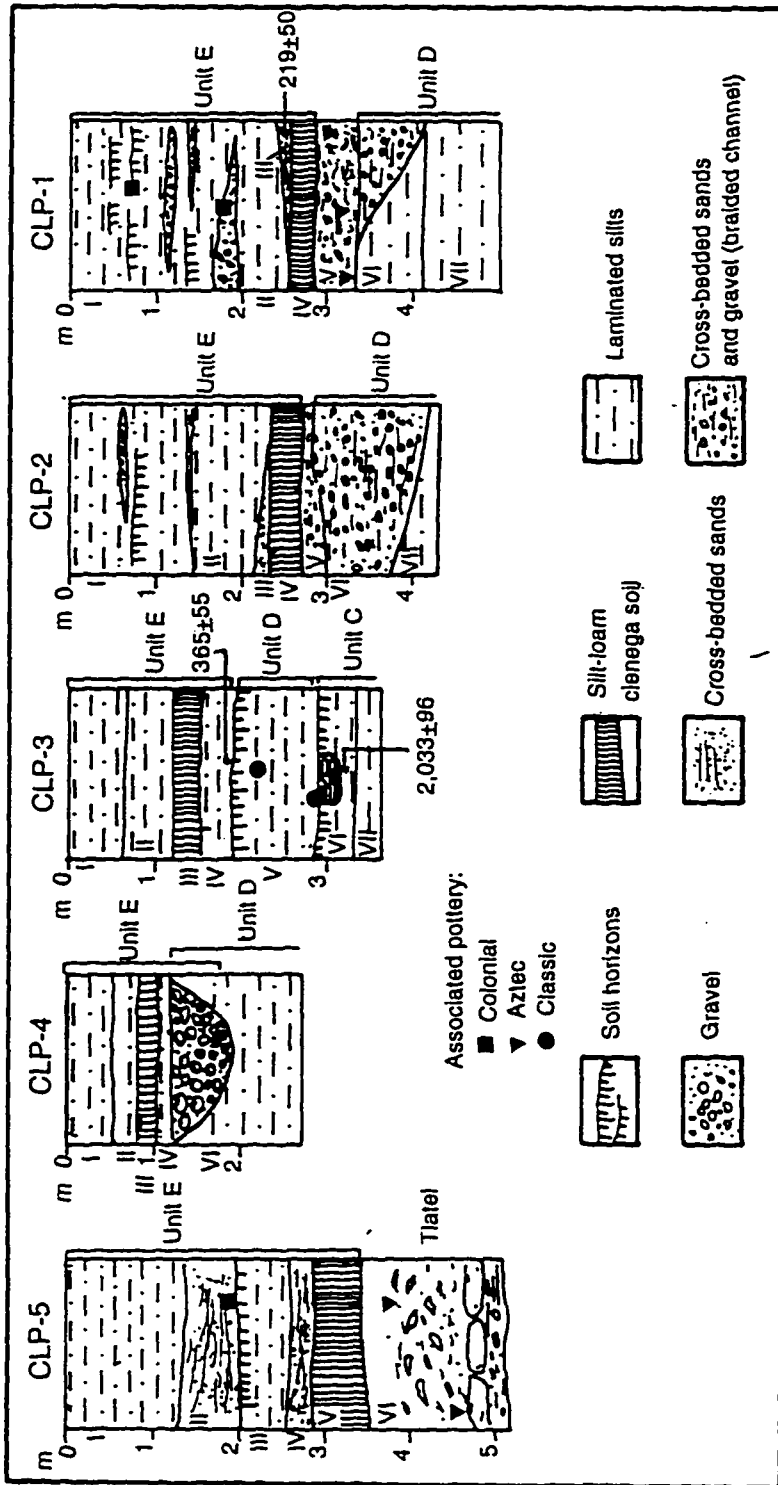 CLP-5
CLP-4
CLP-3
CLP-2
CLP-1
m
0
1
2
3
4
5
I
II
III
IV
V
VI
Unit E
Tlatel
m
0
1
2
I
II
III
IV
VI
Unit E
Unit D
m
0
1
3
I
II
III
IV
V
VI
VII
Unit E
365±55
Unit D
Unit C
2,033±96
m
0
1
2
3
4
I
II
III
IV
V
VI
VII
Unit E
Unit D
m
0
1
2
3
4
I
II
III
IV
V
VI
VII
Unit E
219±50
Unit D
Associated pottery:
Colonial
Aztec
Classic
Soil horizons
Silt-loam
cienega soil
Laminated silts
Gravel
Cross-bedded sands
Cross-bedded sands
and gravel (braided channel)